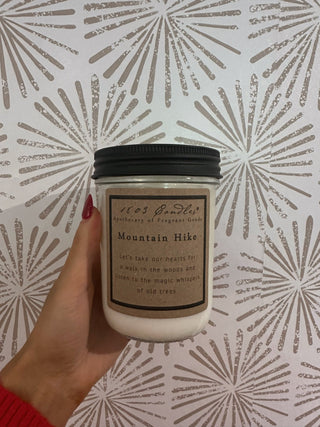 1803 Candles®
Apothecary of Fragrant Goods
Mountain Hike
Let's take our hearts for
a walk in the woods and
listen to the magic whispers
of old trees.